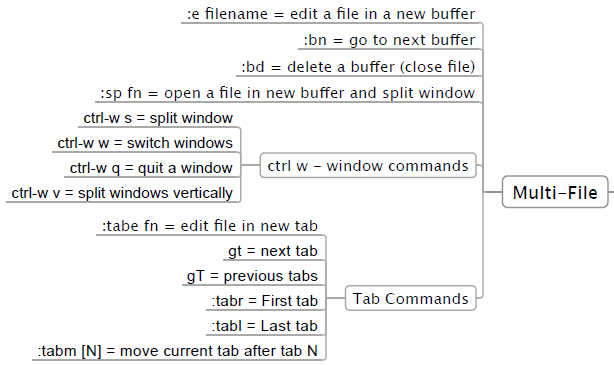 :e filename = edit a file in a new buffer
:bn = go to next buffer
:bd = delete a buffer (close file)
:sp fn = open a file in new buffer and split window
ctrl-w s = split window
ctrl-w w = switch windows
ctrl-w q = quit a window
ctrl-w v = split windows vertically
ctrl w – window commands
Multi-File
:tabe fn = edit file in new tab
gt = next tab
gT = previous tabs
:tabr = First tab
:tabl = Last tab
:tabm [N] = move current tab after tab N
Tab Commands